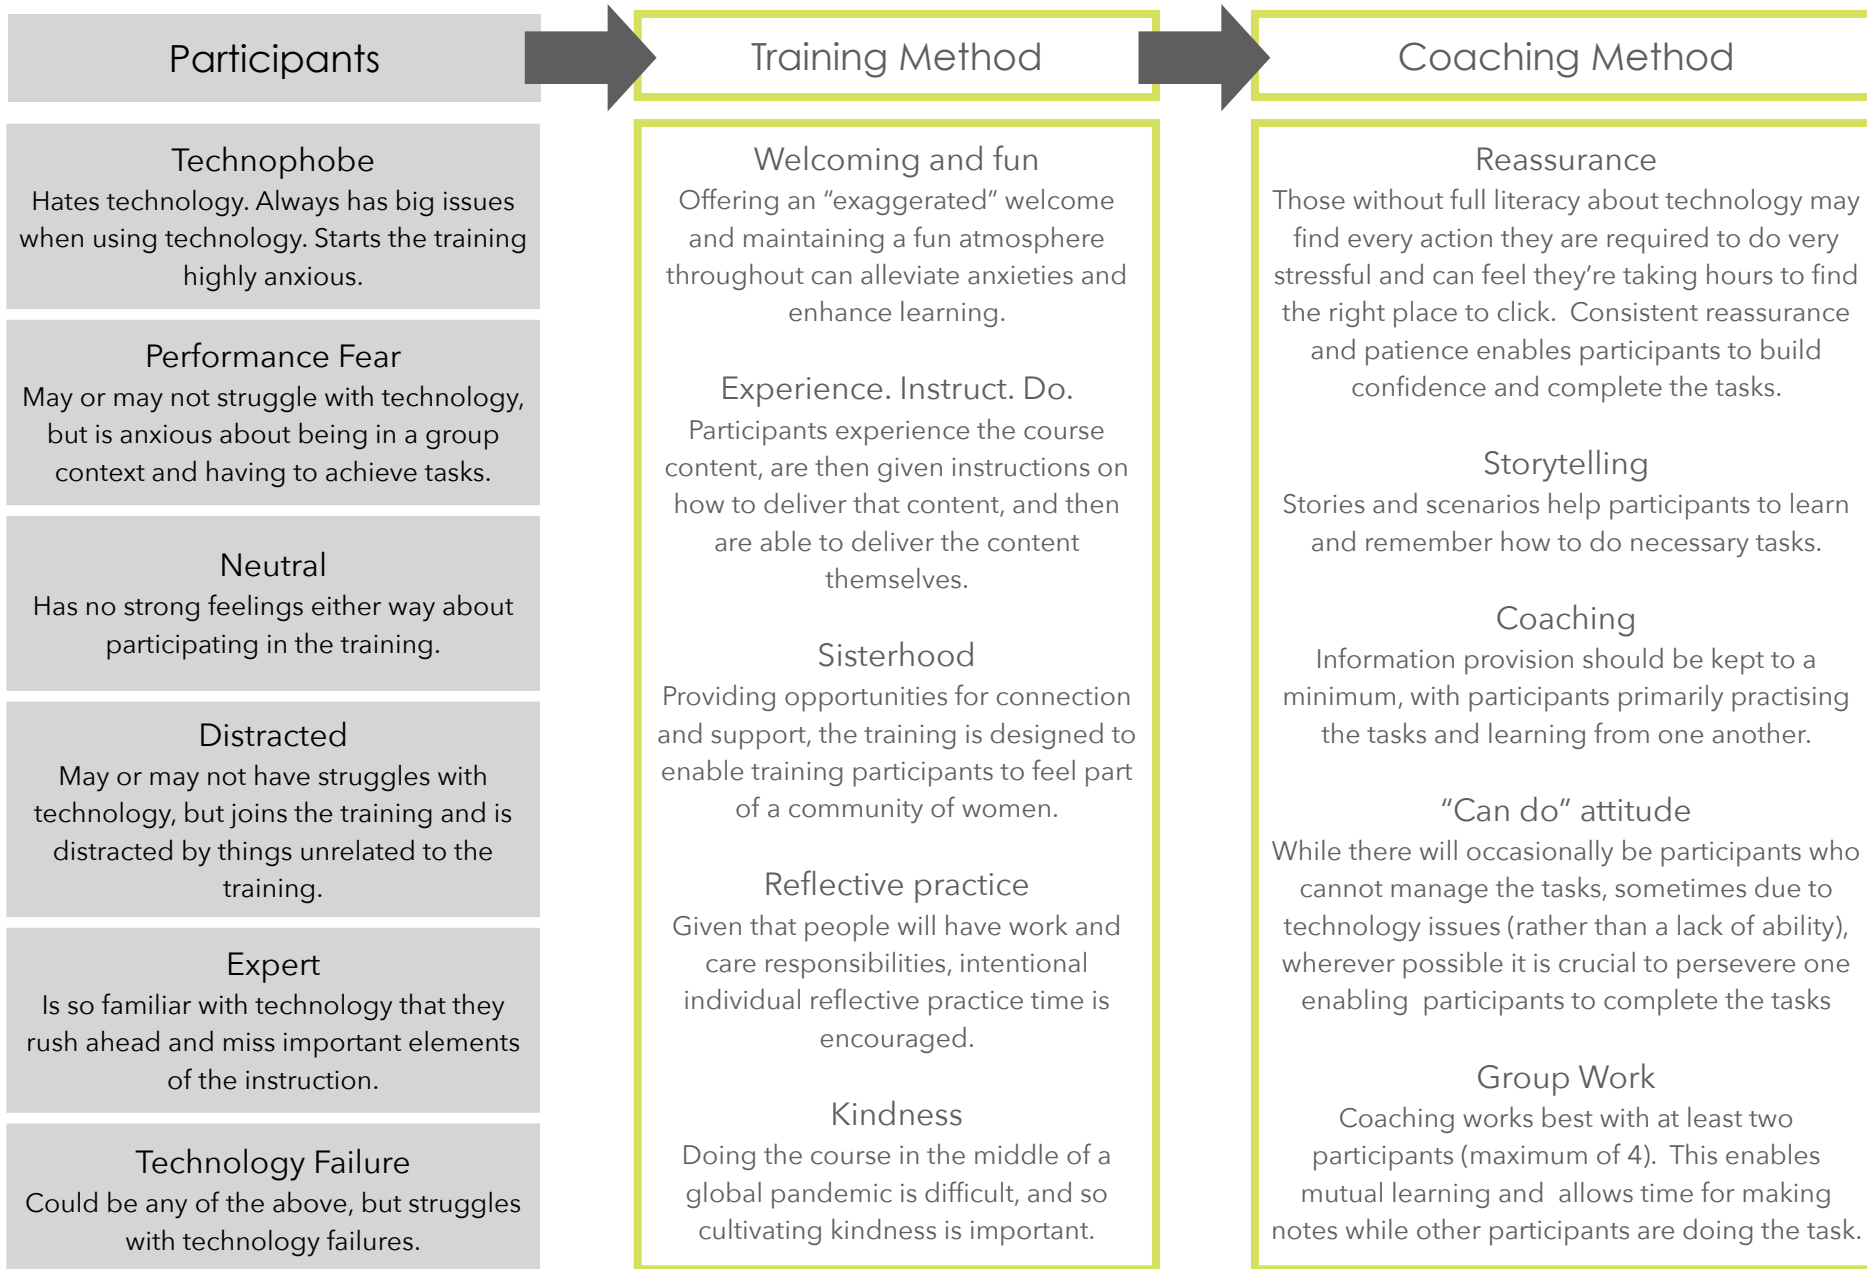 Participants
Technophobe
Hates technology. Always has big issues
when using technology. Starts the training
highly anxious.
Performance Fear
May or may not struggle with technology,
but is anxious about being in a group
context and having to achieve tasks.
Neutral
Has no strong feelings either way about
participating in the training.
Distracted
May or may not have struggles with
technology, but joins the training and is
distracted by things unrelated to the
training.
Expert
Is so familiar with technology that they
rush ahead and miss important elements
of the instruction.
Technology Failure
Could be any of the above, but struggles
with technology failures.
Training Method
Welcoming and fun
Offering an “exaggerated” welcome
and maintaining a fun atmosphere
throughout can alleviate anxieties and
enhance learning.
Experience. Instruct. Do.
Participants experience the course
content, are then given instructions on
how to deliver that content, and then
are able to deliver the content
themselves.
Sisterhood
Providing opportunities for connection
and support, the training is designed to
enable training participants to feel part
of a community of women.
Reflective practice
Given that people will have work and
care responsibilities, intentional
individual reflective practice time is
encouraged.
Kindness
Doing the course in the middle of a
global pandemic is difficult, and so
cultivating kindness is important.
Coaching Method
Reassurance
Those without full literacy about technology may
find every action they are required to do very
stressful and can feel they’re taking hours to find
the right place to click.  Consistent reassurance
and patience enables participants to build
confidence and complete the tasks.
Storytelling
Stories and scenarios help participants to learn
and remember how to do necessary tasks.
Coaching
Information provision should be kept to a
minimum, with participants primarily practising
the tasks and learning from one another.
“Can do” attitude
While there will occasionally be participants who
cannot manage the tasks, sometimes due to
technology issues (rather than a lack of ability),
wherever possible it is crucial to persevere one
enabling  participants to complete the tasks
Group Work
Coaching works best with at least two
participants (maximum of 4).  This enables
mutual learning and  allows time for making
notes while other participants are doing the task.